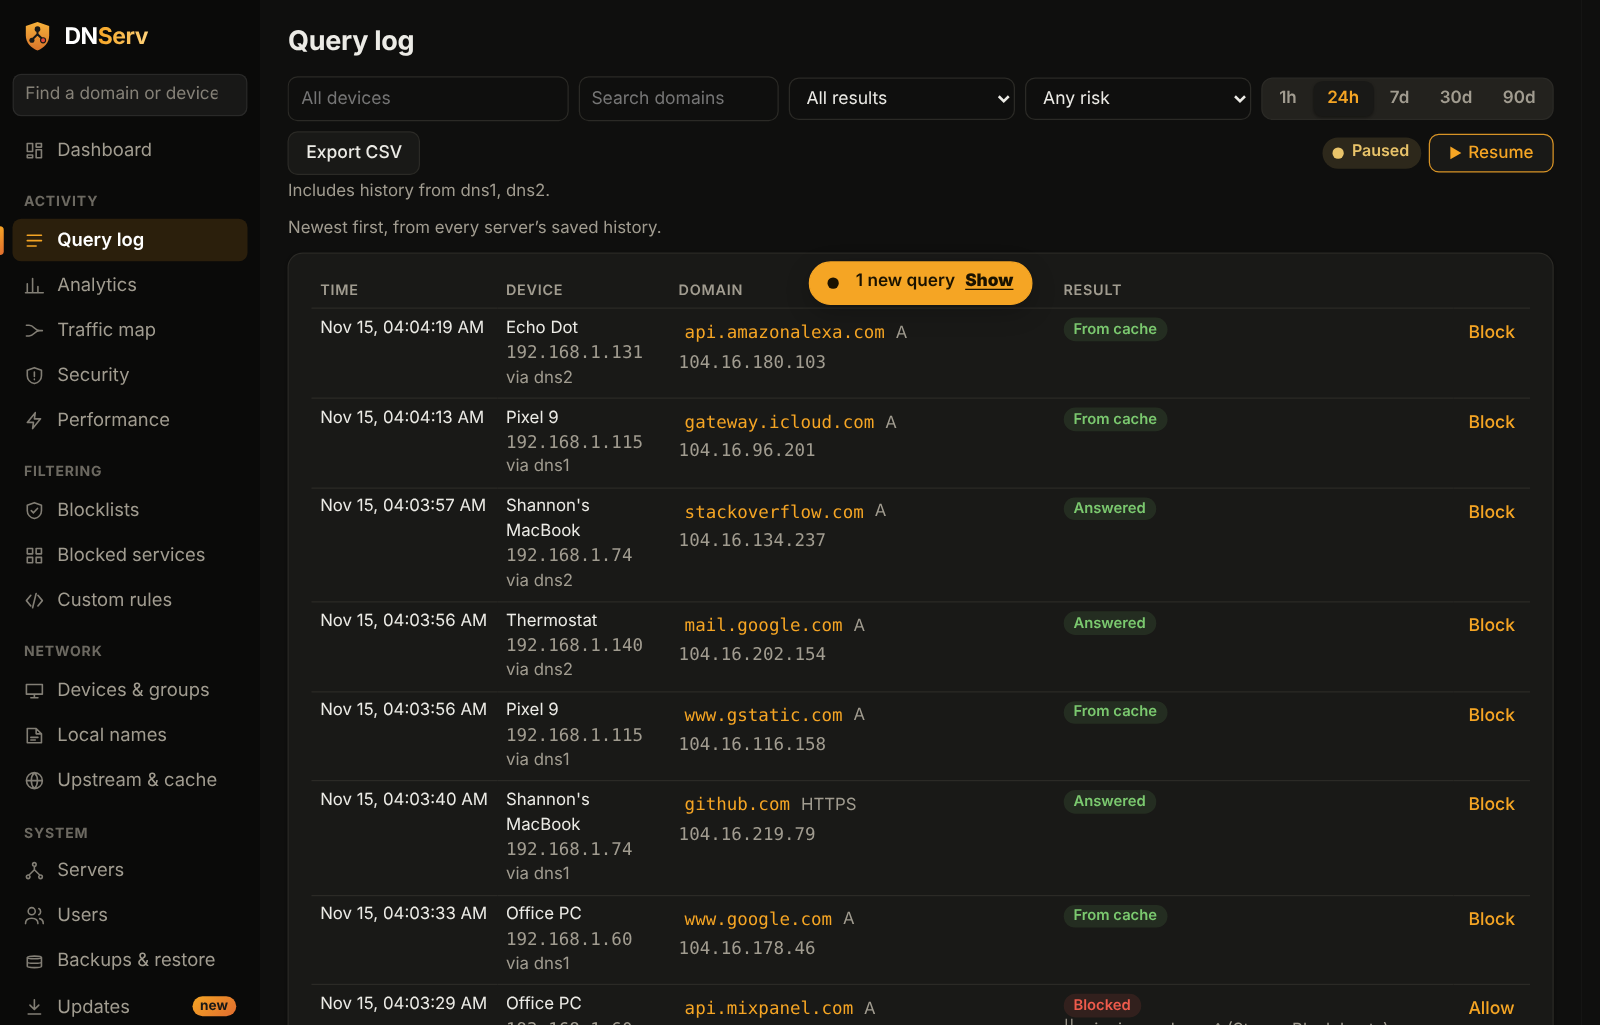 DNServ
Find a domain or device
Dashboard
ACTIVITY
Query log
Analytics
Traffic map
Security
Performance
FILTERING
Blocklists
Blocked services
Custom rules
NETWORK
Devices & groups
Local names
Upstream & cache
SYSTEM
Servers
Users
Backups & restore
Updates new
Query log
All devices Search domains All results Any risk 1h 24h 7d 30d 90d
Export CSV Paused Resume
Includes history from dns1, dns2.
Newest first, from every server’s saved history.
1 new query Show
TIME DEVICE DOMAIN RESULT
Nov 15, 04:04:19 AM Echo Dot api.amazonalexa.com A From cache Block
192.168.1.131 104.16.180.103
via dns2
Nov 15, 04:04:13 AM Pixel 9 gateway.icloud.com A From cache Block
192.168.1.115 104.16.96.201
via dns1
Nov 15, 04:03:57 AM Shannon's stackoverflow.com A Answered Block
MacBook 104.16.134.237
192.168.1.74
via dns2
Nov 15, 04:03:56 AM Thermostat mail.google.com A Answered Block
192.168.1.140 104.16.202.154
via dns2
Nov 15, 04:03:56 AM Pixel 9 www.gstatic.com A From cache Block
192.168.1.115 104.16.116.158
via dns1
Nov 15, 04:03:40 AM Shannon's github.com HTTPS Answered Block
MacBook 104.16.219.79
192.168.1.74
via dns1
Nov 15, 04:03:33 AM Office PC www.google.com A From cache Block
192.168.1.60 104.16.178.46
via dns1
Nov 15, 04:03:29 AM Office PC api.mixpanel.com A Blocked Allow